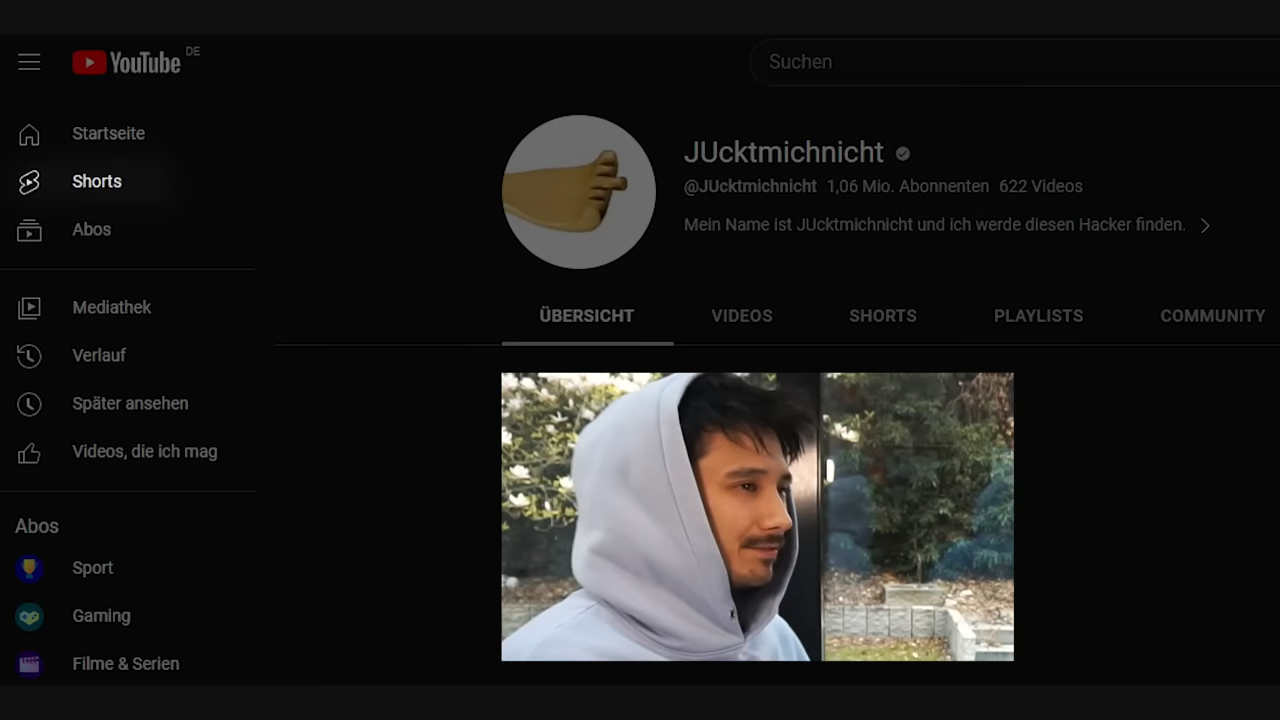 YouTube DE
Suchen
Startseite
Shorts
Abos
Mediathek
Verlauf
Später ansehen
Videos, die ich mag
Abos
Sport
Gaming
Filme & Serien
JUcktmichnicht
@JUcktmichnicht 1,06 Mio. Abonnenten 622 Videos
Mein Name ist JUcktmichnicht und ich werde diesen Hacker finden.
ÜBERSICHT VIDEOS SHORTS PLAYLISTS COMMUNITY